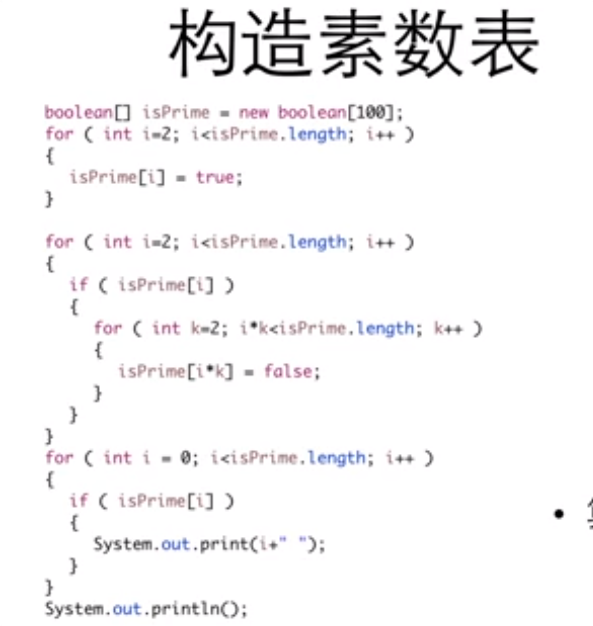 构造素数表
boolean[] isPrime = new boolean[100];
for ( int i=2; i<isPrime.length; i++ )
{
isPrime[i] = true;
}
for ( int i=2; i<isPrime.length; i++ )
{
if ( isPrime[i] )
{
for ( int k=2; i*k<isPrime.length; k++ )
{
isPrime[i*k] = false;
}
}
}
for ( int i = 0; i<isPrime.length; i++ )
{
if ( isPrime[i] )
{
System.out.print(i+" ");
}
}
System.out.println();